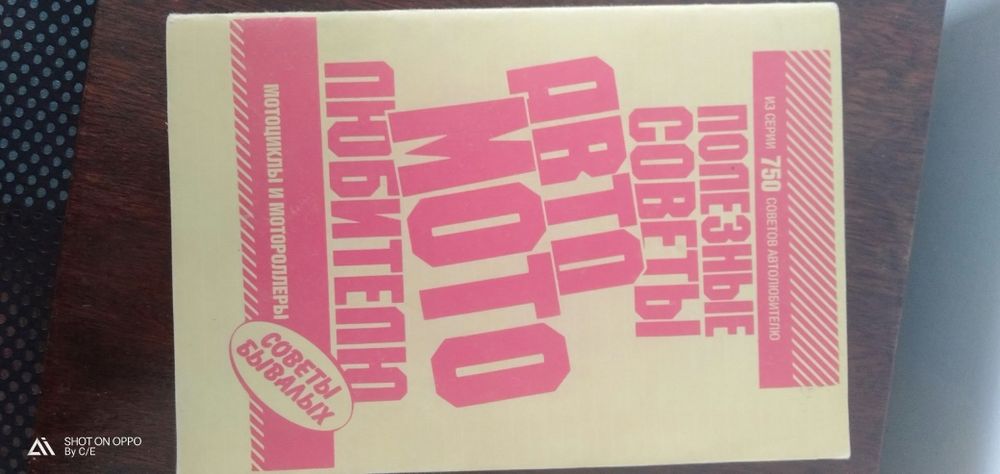 ИЗ СЕРИИ 750 СОВЕТОВ АВТОЛЮБИТЕЛЮ
ПОЛЕЗНЫЕ
СОВЕТЫ
АВТО
МОТО
ЛЮБИТЕЛЮ
МОТОЦИКЛЫ И МОТОРОЛЛЕРЫ
СОВЕТЫ
БЫВАЛЫХ
SHOT ON OPPO
By C/E